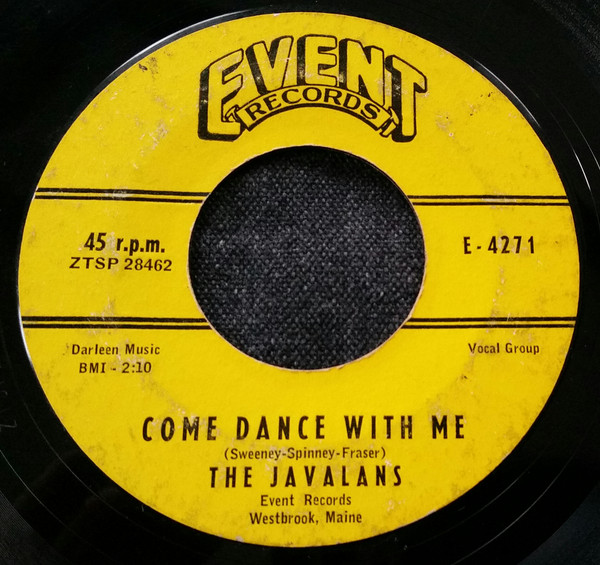 EVENT
RECORDS
45 r.p.m.
ZTSP 28462
E-4271
Darleen Music
BMI - 2:10
Vocal Group
COME DANCE WITH ME
(Sweeney-Spinney-Fraser)
THE JAVALANS
Event Records
Westbrook, Maine